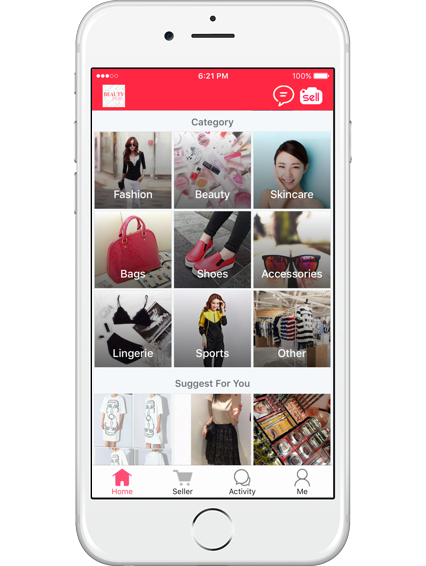 6:21 PM 100%
BEAUTY
sell
Category
Fashion Beauty Skincare
Bags Shoes Accessories
Lingerie Sports Other
Suggest For You
Home Seller Activity Me